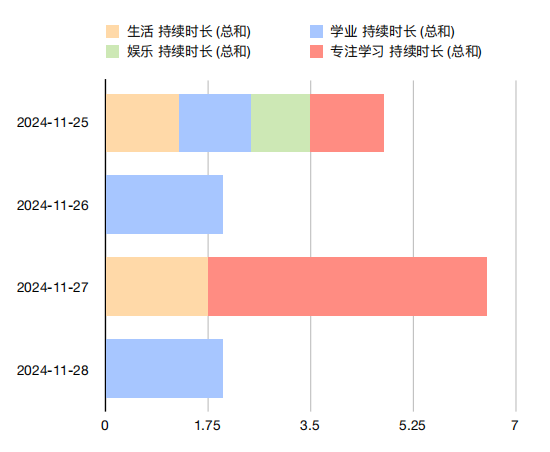 生活 持续时长 (总和) 学业 持续时长 (总和)
娱乐 持续时长 (总和) 专注学习 持续时长 (总和)
2024-11-25
2024-11-26
2024-11-27
2024-11-28
0 1.75 3.5 5.25 7